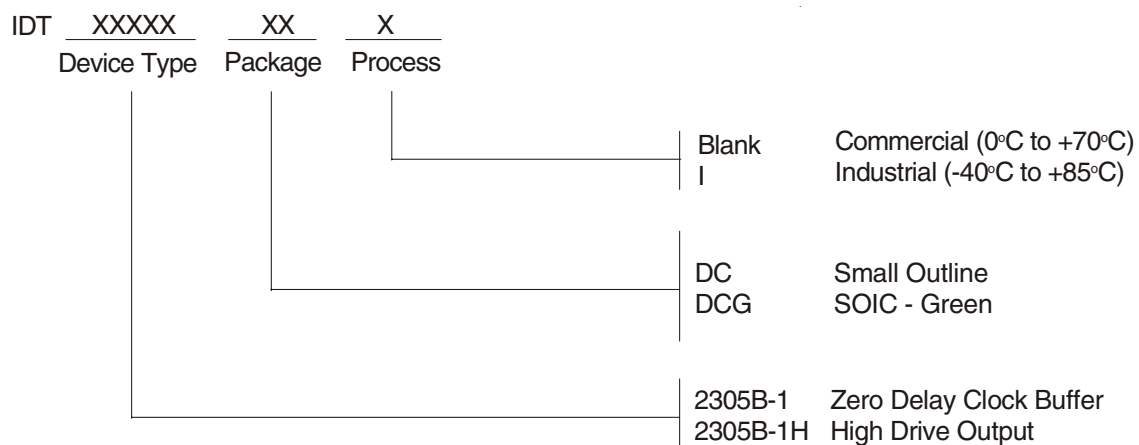 IDT XXXXX XX X
Device Type Package Process
Blank Commercial (0°C to +70°C)
I Industrial (-40°C to +85°C)
DC Small Outline
DCG SOIC - Green
2305B-1 Zero Delay Clock Buffer
2305B-1H High Drive Output